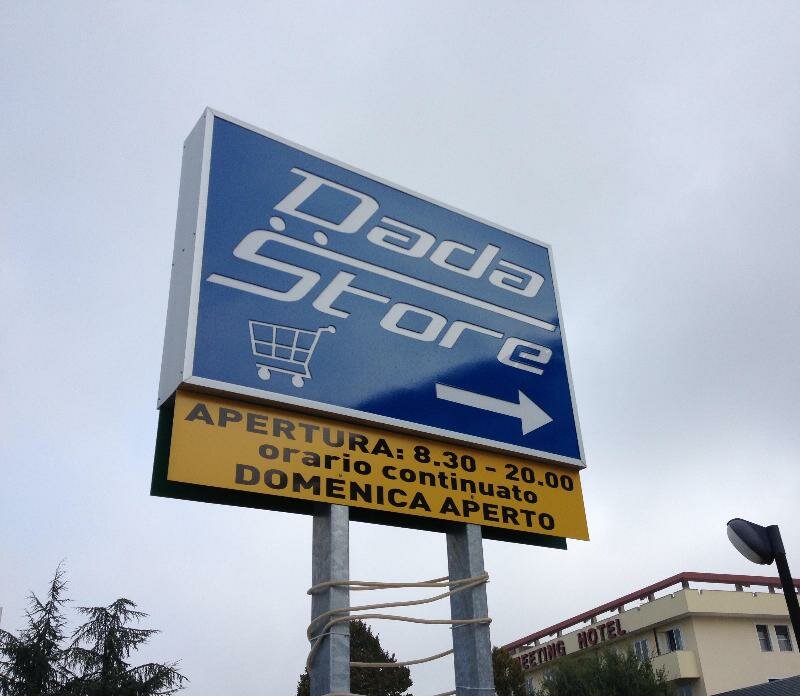 Dada
Store
APERTURA: 8.30 - 20.00
orario continuato
DOMENICA APERTO
HOTEL